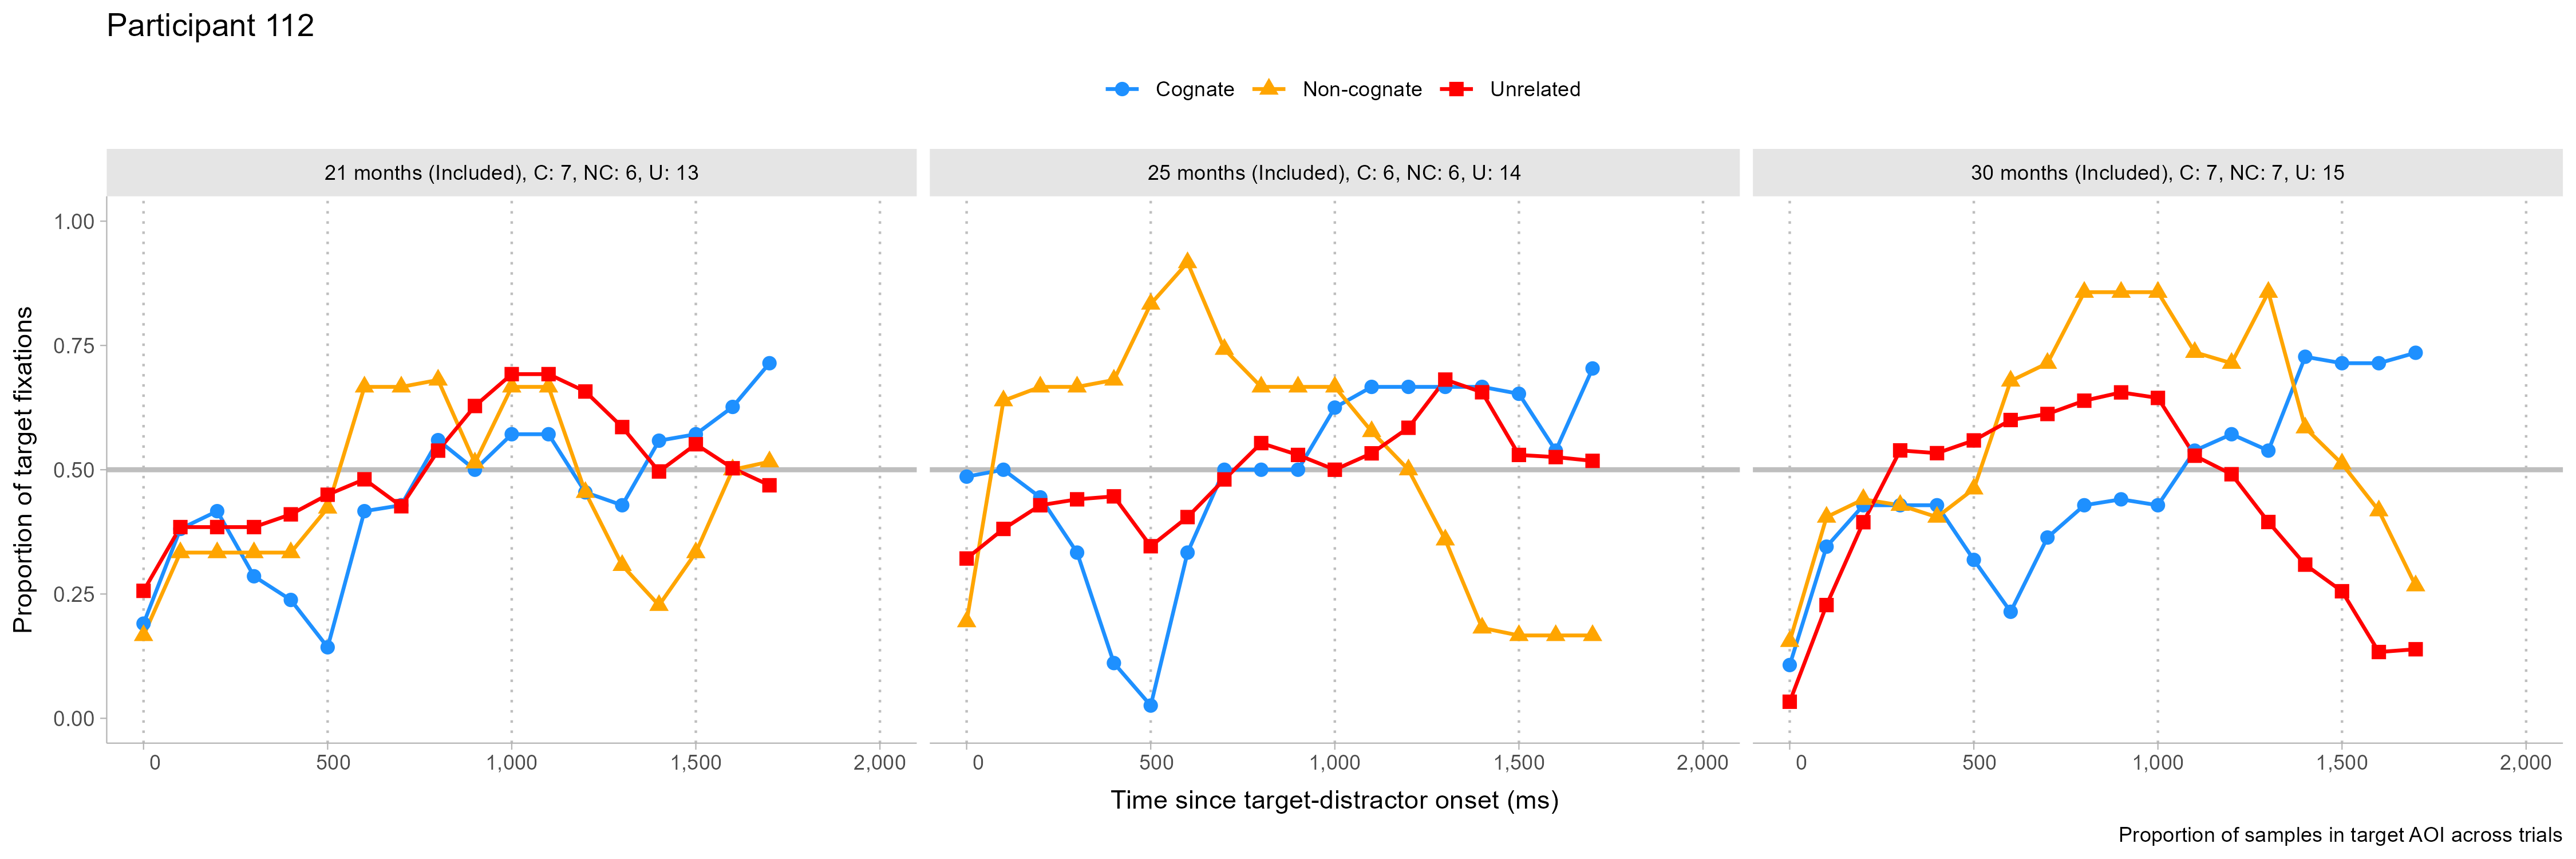 Participant 112
Cognate Non-cognate Unrelated
21 months (Included), C: 7, NC: 6, U: 13
25 months (Included), C: 6, NC: 6, U: 14
30 months (Included), C: 7, NC: 7, U: 15
Proportion of target fixations
1.00
0.75
0.50
0.25
0.00
0 500 1,000 1,500 2,000
0 500 1,000 1,500 2,000
0 500 1,000 1,500 2,000
Time since target-distractor onset (ms)
Proportion of samples in target AOI across trials